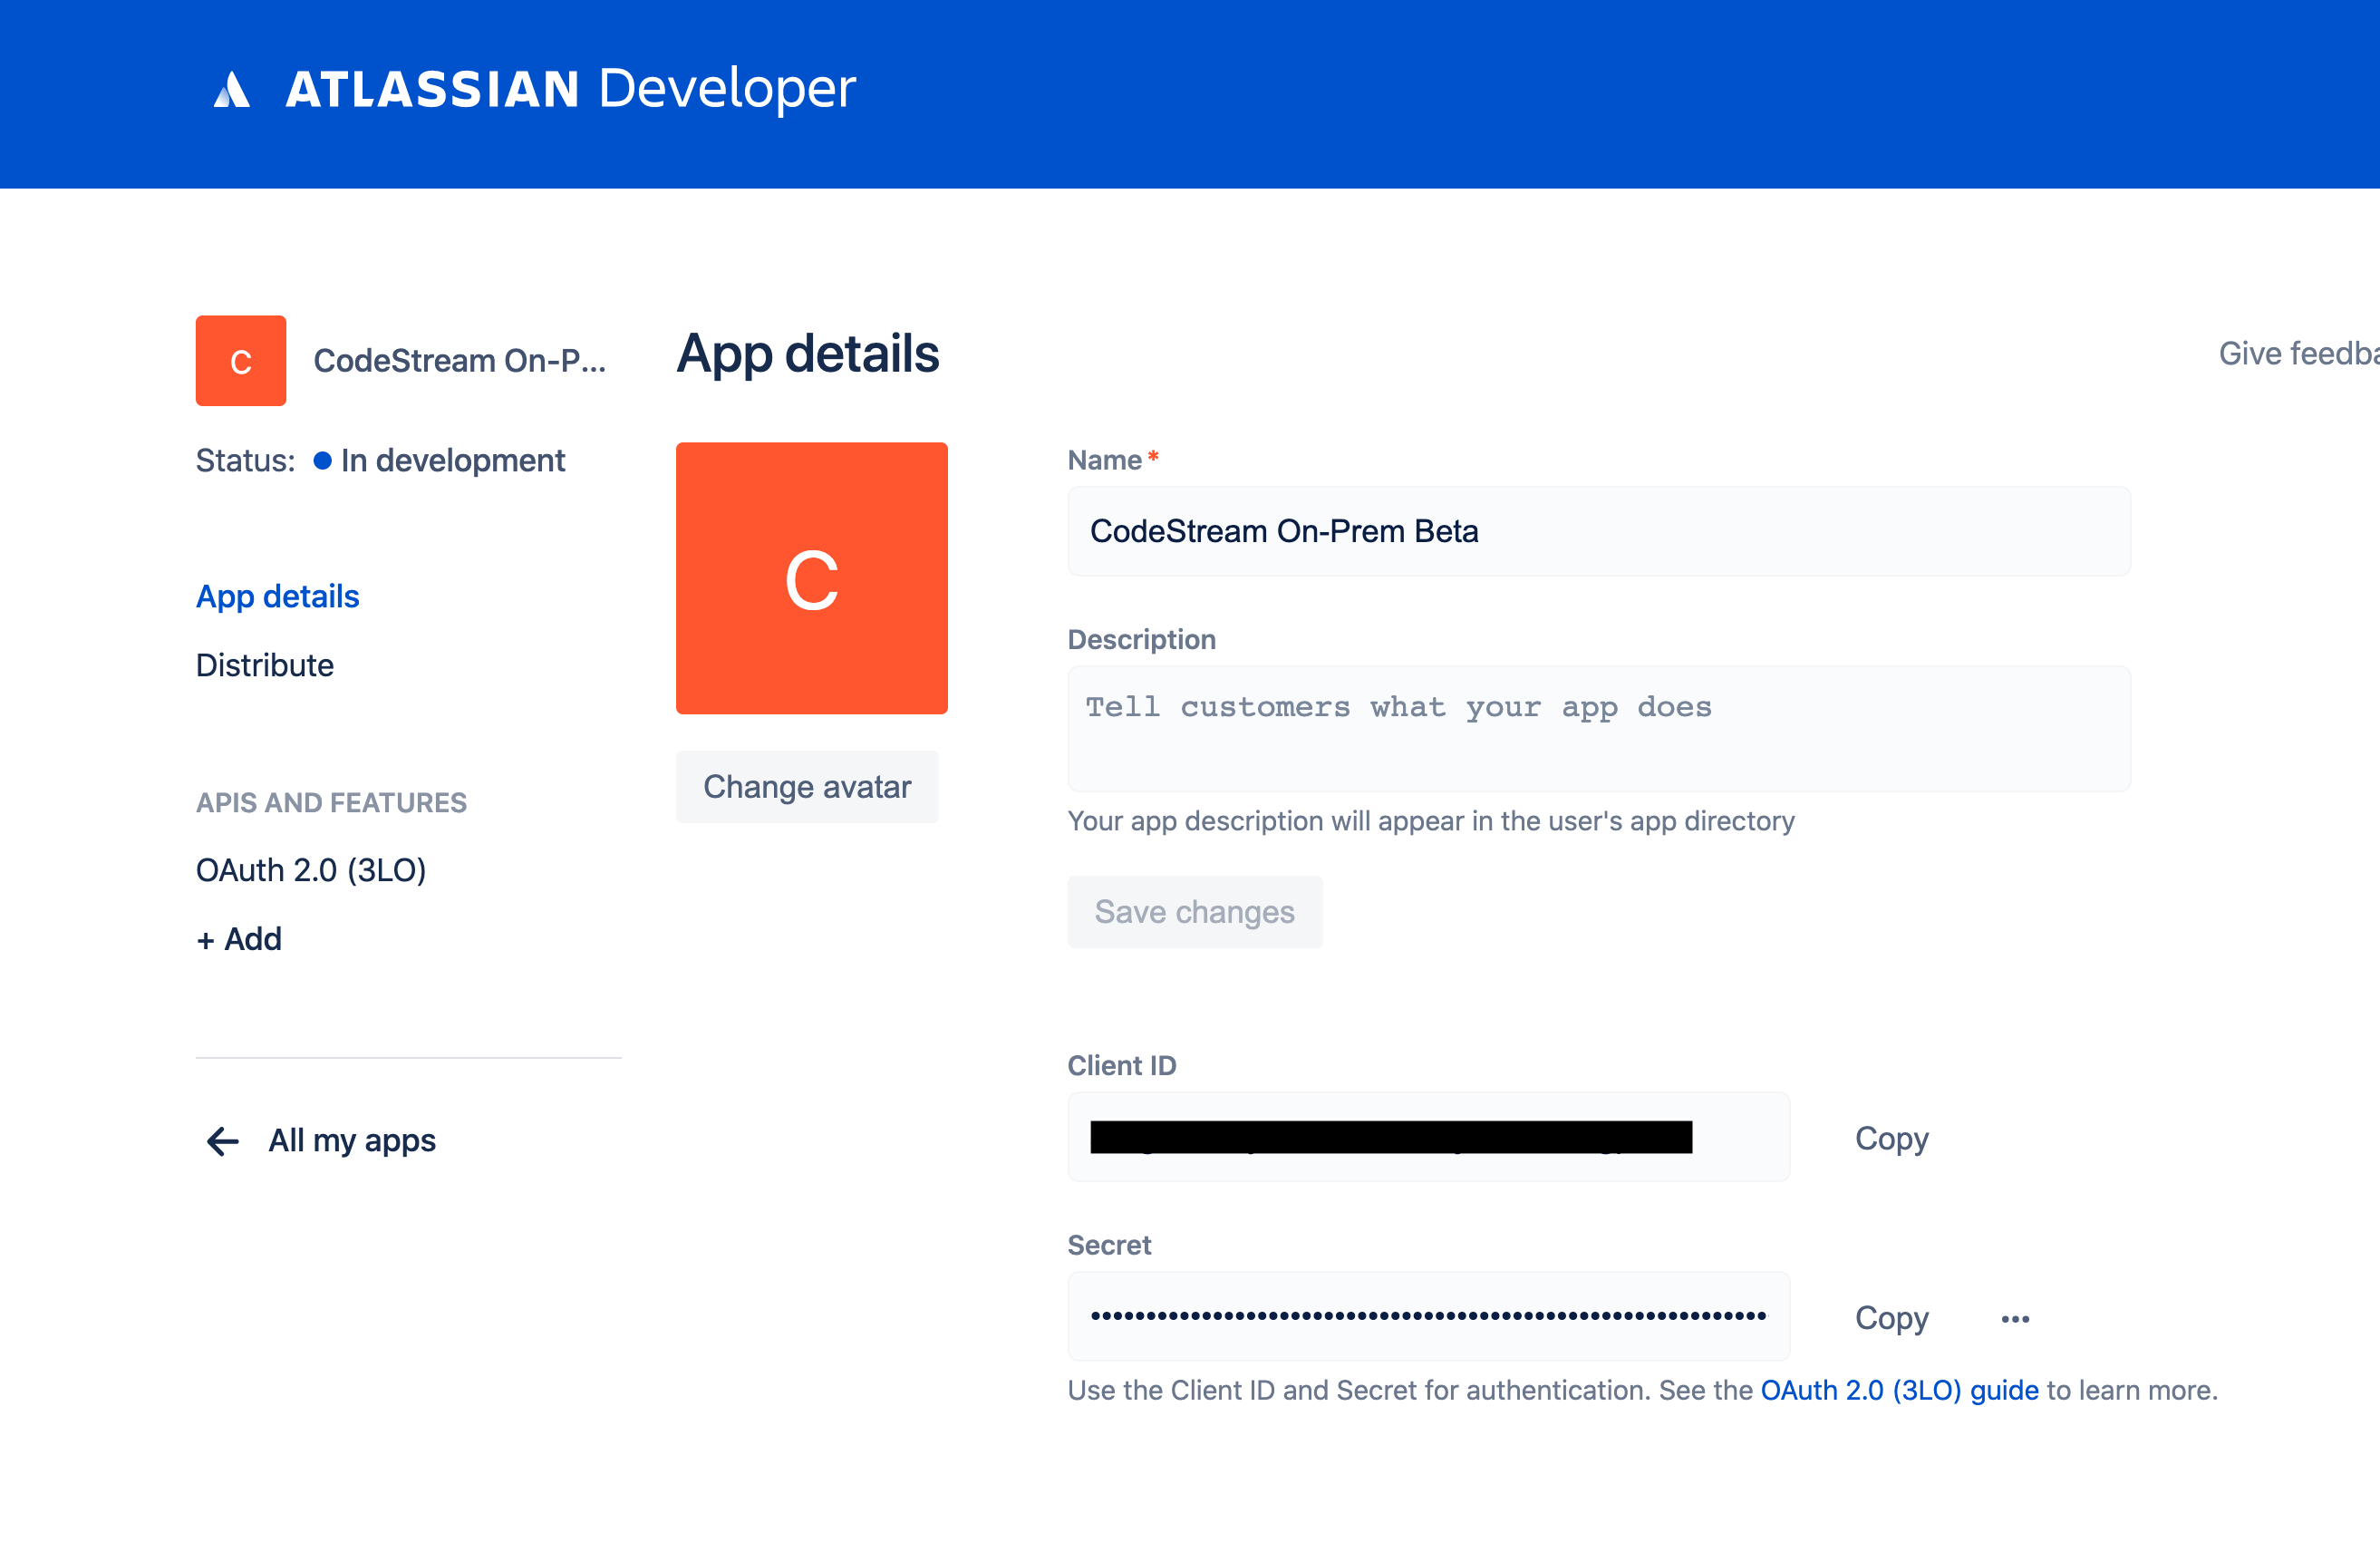 ATLASSIAN Developer
C
CodeStream On-P...
Status: In development
App details
Distribute
APIS AND FEATURES
OAuth 2.0 (3LO)
+ Add
All my apps
App details
Give
C
Change avatar
Name *
CodeStream On-Prem Beta
Description
Tell customers what your app does
Your app description will appear in the user's app directory
Save changes
Client ID
Copy
Secret
••••••••••••••••••••••••••••••••••••••••••••••••••••••••••••••
Copy
•••
Use the Client ID and Secret for authentication. See the OAuth 2.0 (3LO) guide to learn more.